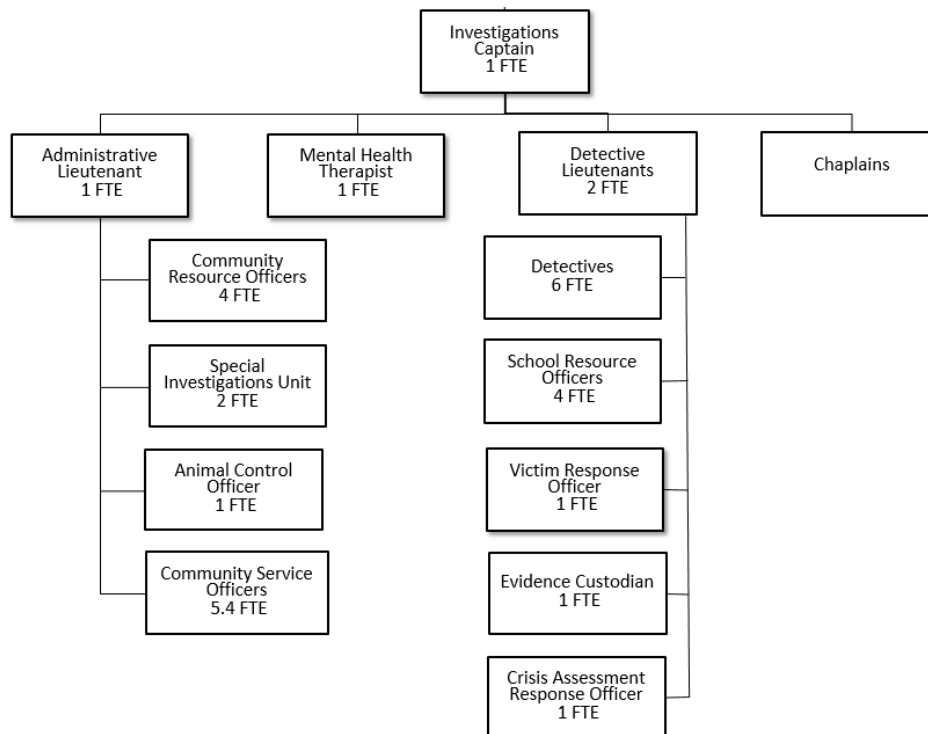 Investigations
Captain
1 FTE
Administrative
Lieutenant
1 FTE
Mental Health
Therapist
1 FTE
Detective
Lieutenants
2 FTE
Chaplains
Community
Resource Officers
4 FTE
Special
Investigations Unit
2 FTE
Animal Control
Officer
1 FTE
Community Service
Officers
5.4 FTE
Detectives
6 FTE
School Resource
Officers
4 FTE
Victim Response
Officer
1 FTE
Evidence Custodian
1 FTE
Crisis Assessment
Response Officer
1 FTE